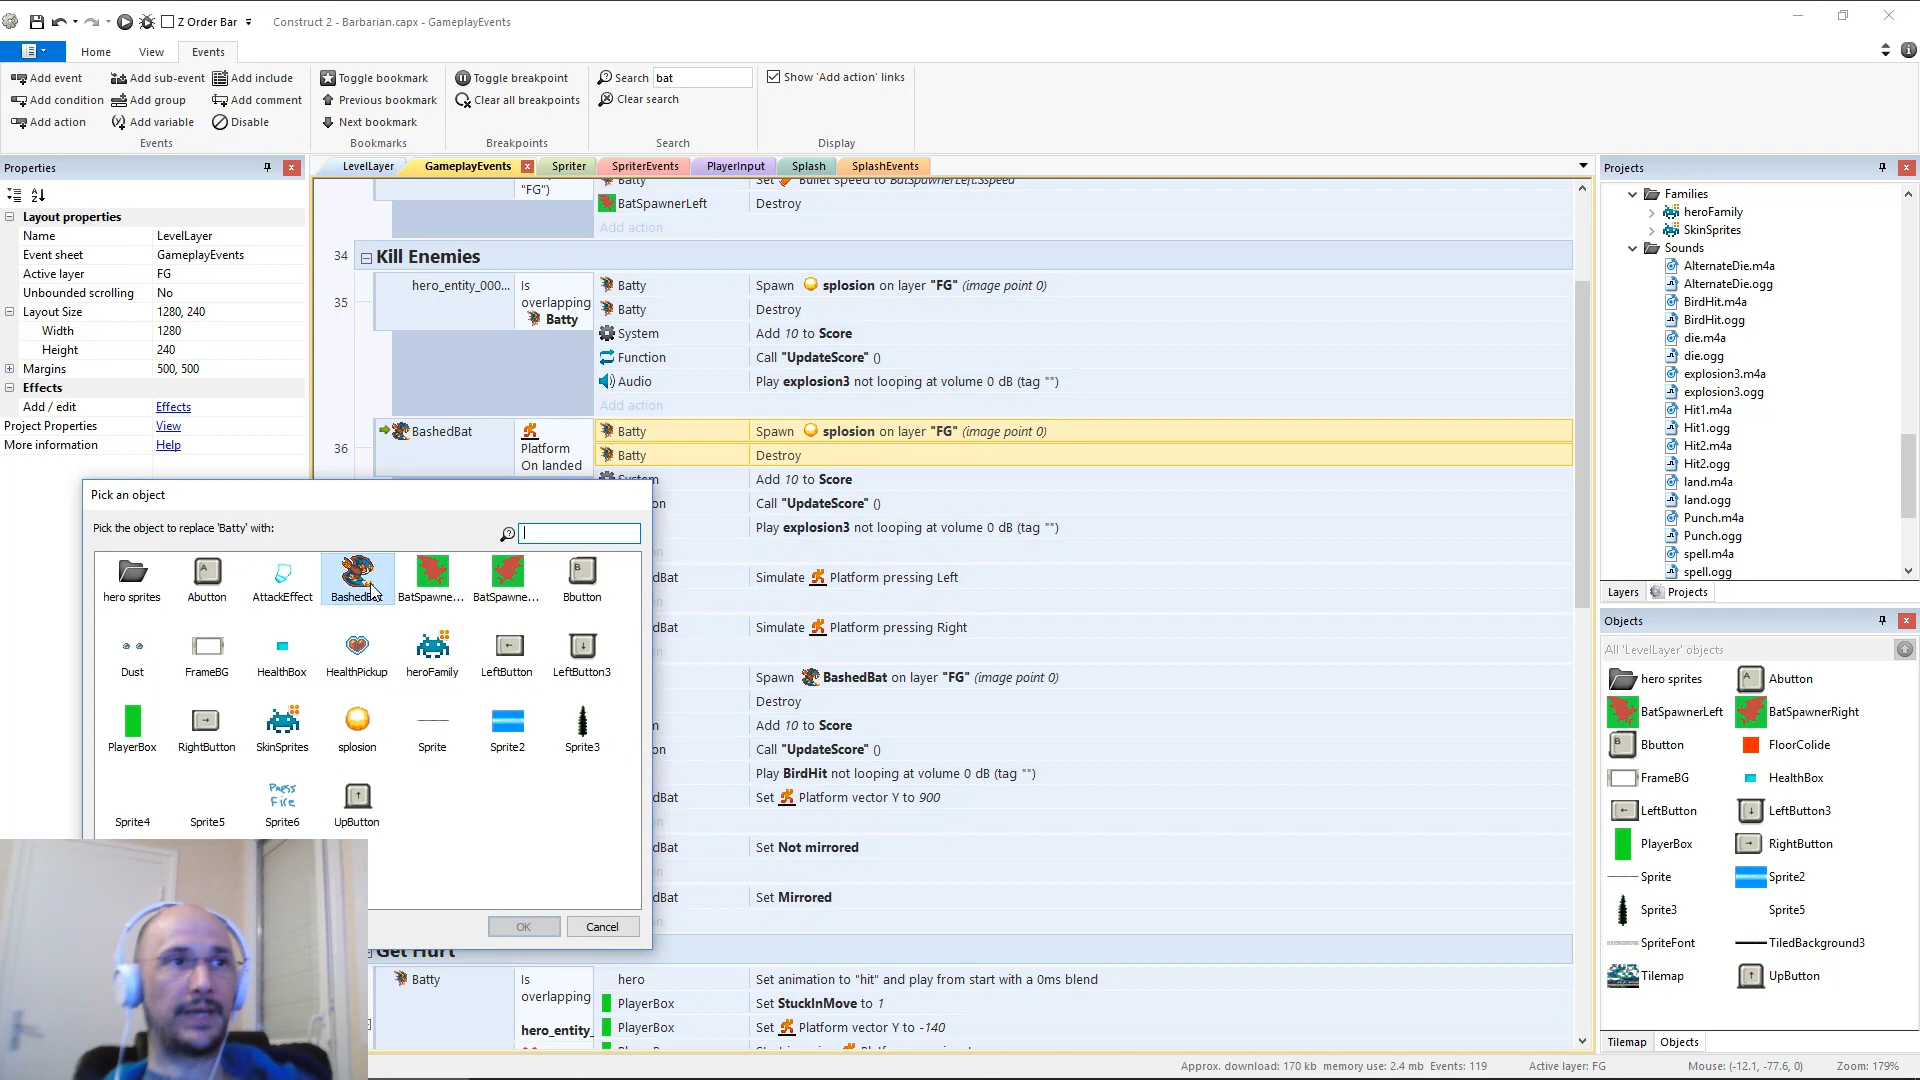 Z Order Bar
Construct 2 - Barbarian.capx - GameplayEvents
Home View Events
Add event Add sub-event Add include
Add condition Add group Add comment
Add action Add variable Disable
Events
Toggle bookmark
Previous bookmark
Next bookmark
Bookmarks
Toggle breakpoint
Clear all breakpoints
Breakpoints
Search bat
Clear search
Search
Show 'Add action' links
Display
Properties
Layout properties
Name LevelLayer
Event sheet GameplayEvents
Active layer FG
Unbounded scrolling No
Layout Size 1280, 240
Width 1280
Height 240
Margins 500, 500
Effects
Add / edit Effects
Project Properties View
More information Help
LevelLayer GameplayEvents Spriter SpriterEvents PlayerInput Splash SplashEvents
"FG") Batty Set Bullet speed to BatSpawnerLeft.Sspeed
BatSpawnerLeft Destroy
Add action
34 Kill Enemies
35 hero_entity_000... Is overlapping Batty
Batty Spawn splosion on layer "FG" (image point 0)
Batty Destroy
System Add 10 to Score
Function Call "UpdateScore" ()
Audio Play explosion3 not looping at volume 0 dB (tag "")
Add action
36 BashedBat Platform On landed
Batty Spawn splosion on layer "FG" (image point 0)
Batty Destroy
Add 10 to Score
Call "UpdateScore" ()
Play explosion3 not looping at volume 0 dB (tag "")
dBat Simulate Platform pressing Left
dBat Simulate Platform pressing Right
Spawn BashedBat on layer "FG" (image point 0)
Destroy
Add 10 to Score
Call "UpdateScore" ()
Play BirdHit not looping at volume 0 dB (tag "")
dBat Set Platform vector Y to 900
dBat Set Not mirrored
dBat Set Mirrored
Get Hurt
Batty Is overlapping hero_entity_
hero Set animation to "hit" and play from start with a 0ms blend
PlayerBox Set StuckInMove to 1
PlayerBox Set Platform vector Y to -140
Pick an object
Pick the object to replace 'Batty' with:
hero sprites Abutton AttackEffect BashedBat BatSpawne... BatSpawne... Bbutton
Dust FrameBG HealthBox HealthPickup heroFamily LeftButton LeftButton3
PlayerBox RightButton SkinSprites splosion Sprite Sprite2 Sprite3
Press
Fire
Sprite4 Sprite5 Sprite6 UpButton
OK Cancel
Projects
Families
heroFamily
SkinSprites
Sounds
AlternateDie.m4a
AlternateDie.ogg
BirdHit.m4a
BirdHit.ogg
die.m4a
die.ogg
explosion3.m4a
explosion3.ogg
Hit1.m4a
Hit1.ogg
Hit2.m4a
Hit2.ogg
land.m4a
land.ogg
Punch.m4a
Punch.ogg
spell.m4a
spell.ogg
Layers Projects
Objects
All 'LevelLayer' objects
hero sprites Abutton
BatSpawnerLeft BatSpawnerRight
Bbutton FloorColide
FrameBG HealthBox
LeftButton LeftButton3
PlayerBox RightButton
Sprite Sprite2
Sprite3 Sprite5
SpriteFont TiledBackground3
Tilemap UpButton
Tilemap Objects
Approx. download: 170 kb memory use: 2.4 mb Events: 119 Active layer: FG Mouse: (-12.1, -77.6, 0) Zoom: 179%